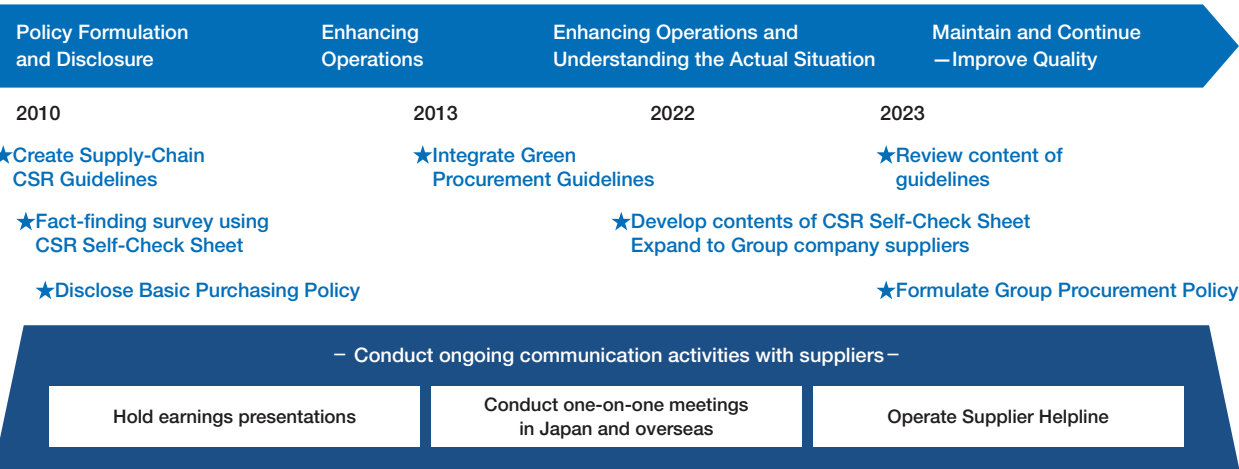 Policy Formulation
and Disclosure
Enhancing
Operations
Enhancing Operations and
Understanding the Actual Situation
Maintain and Continue
—Improve Quality
2010
2013
2022
2023
★Create Supply-Chain
CSR Guidelines
★Integrate Green
Procurement Guidelines
★Review content of
guidelines
★Fact-finding survey using
CSR Self-Check Sheet
★Develop contents of CSR Self-Check Sheet
Expand to Group company suppliers
★Disclose Basic Purchasing Policy
★Formulate Group Procurement Policy
– Conduct ongoing communication activities with suppliers –
Hold earnings presentations
Conduct one-on-one meetings
in Japan and overseas
Operate Supplier Helpline